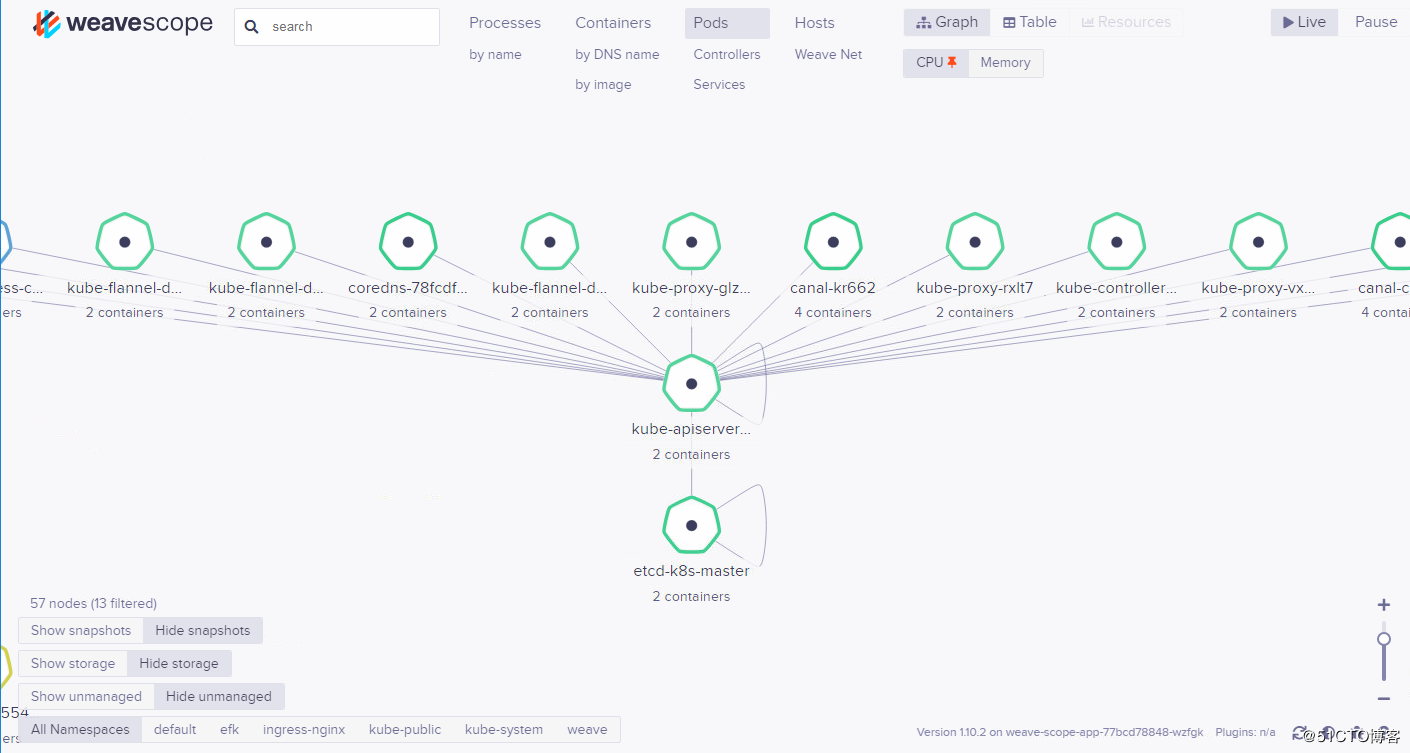 weavescope
search
Processes
by name
Containers
by DNS name
by image
Pods
Controllers
Services
Hosts
Weave Net
Graph
Table
Resources
CPU
Memory
Live
Pause
ess-c...
ers
kube-flannel-d...
2 containers
kube-flannel-d...
2 containers
coredns-78fcdf...
2 containers
kube-flannel-d...
2 containers
kube-proxy-glz...
2 containers
canal-kr662
4 containers
kube-proxy-rxlt7
2 containers
kube-controller...
2 containers
kube-proxy-vx...
2 containers
canal-c
4 contai
kube-apiserver...
2 containers
etcd-k8s-master
2 containers
57 nodes (13 filtered)
Show snapshots Hide snapshots
Show storage Hide storage
Show unmanaged Hide unmanaged
554
ers
All Namespaces default efk ingress-nginx kube-public kube-system weave
Version 1.10.2 on weave-scope-app-77bcd78848-wzfgk Plugins: n/a
@51CTO博客